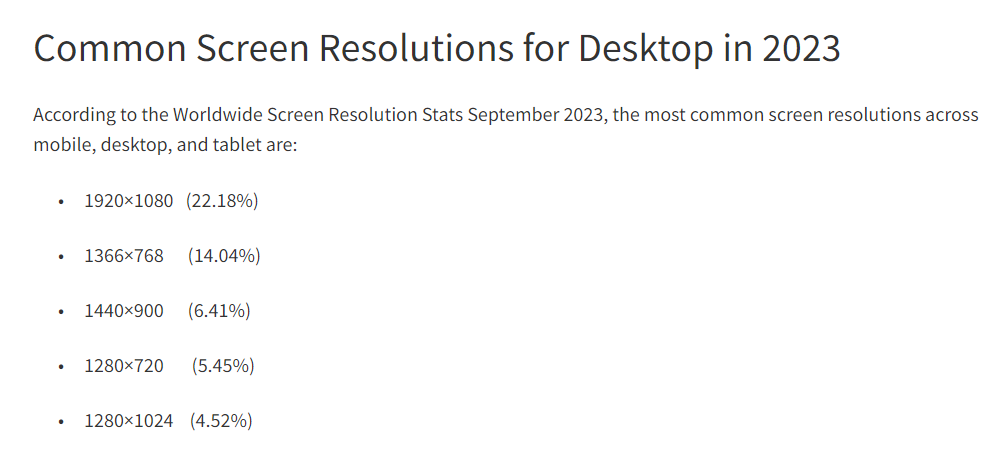 Common Screen Resolutions for Desktop in 2023
According to the Worldwide Screen Resolution Stats September 2023, the most common screen resolutions across
mobile, desktop, and tablet are:
• 1920×1080 (22.18%)
• 1366×768 (14.04%)
• 1440×900 (6.41%)
• 1280×720 (5.45%)
• 1280×1024 (4.52%)